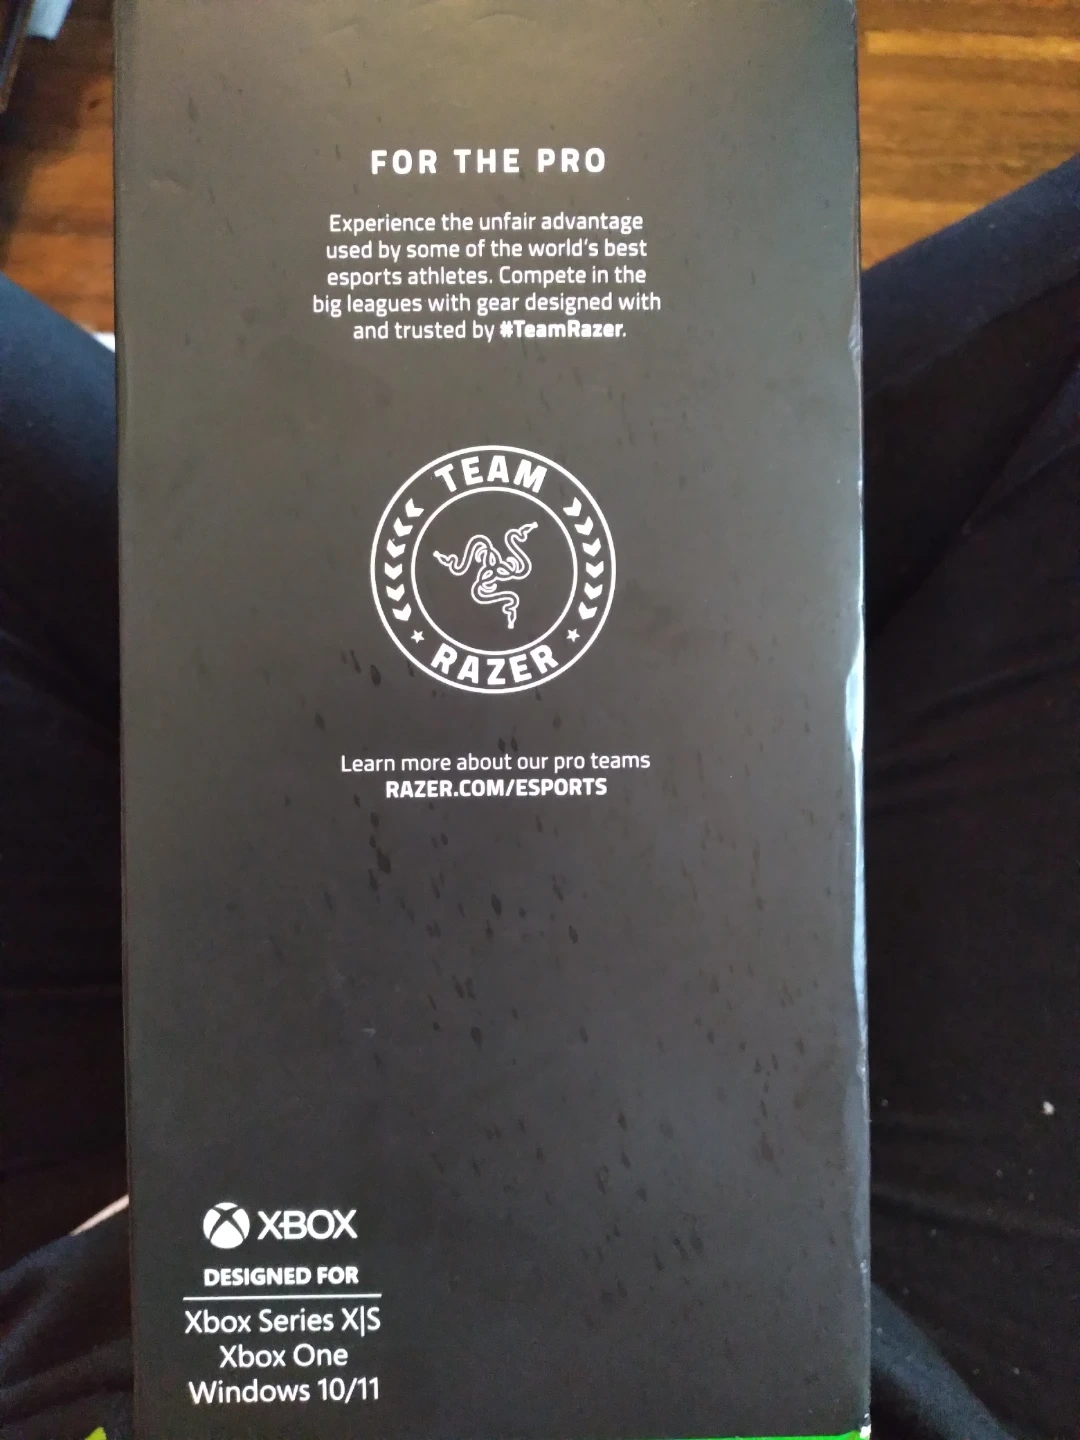 FOR THE PRO
Experience the unfair advantage
used by some of the world's best
esports athletes. Compete in the
big leagues with gear designed with
and trusted by #TeamRazer.
TEAM
RAZER
Learn more about our pro teams
RAZER.COM/ESPORTS
XBOX
DESIGNED FOR
Xbox Series X|S
Xbox One
Windows 10/11